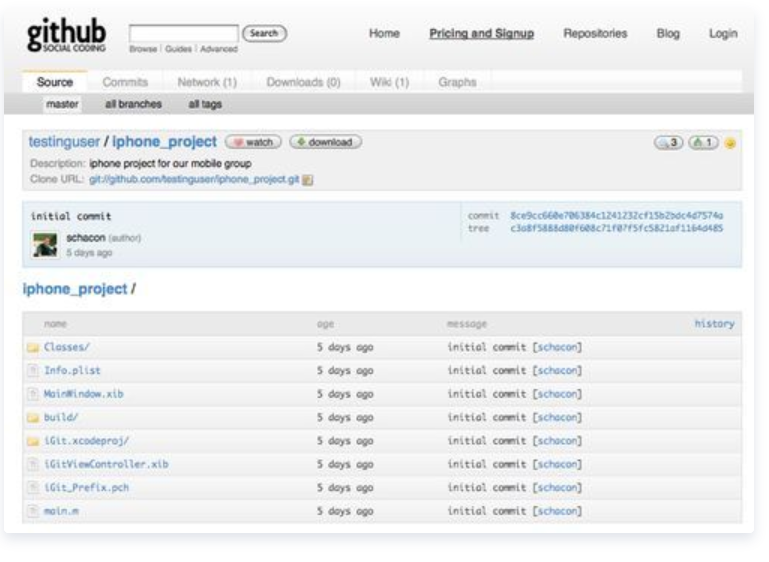 github
SOCIAL CODING
Search
Browse | Guides | Advanced
Home Pricing and Signup Repositories Blog Login
Source Commits Network (1) Downloads (0) Wiki (1) Graphs
master all branches all tags
testinguser / iphone_project watch download 3 1
Description: iphone project for our mobile group
Clone URL: git://github.com/testinguser/iphone_project.git
initial commit
schacon (author)
5 days ago
commit 8ce9cc660e706384c1241232cf15b2bdc4d7574a
tree c3a8f5888d80f608c71f07f5fc5821af1164d485
iphone_project /
name age message history
Classes/ 5 days ago initial commit [schacon]
Info.plist 5 days ago initial commit [schacon]
MainWindow.xib 5 days ago initial commit [schacon]
build/ 5 days ago initial commit [schacon]
iGit.xcodeproj/ 5 days ago initial commit [schacon]
iGitViewController.xib 5 days ago initial commit [schacon]
iGit_Prefix.pch 5 days ago initial commit [schacon]
main.m 5 days ago initial commit [schacon]